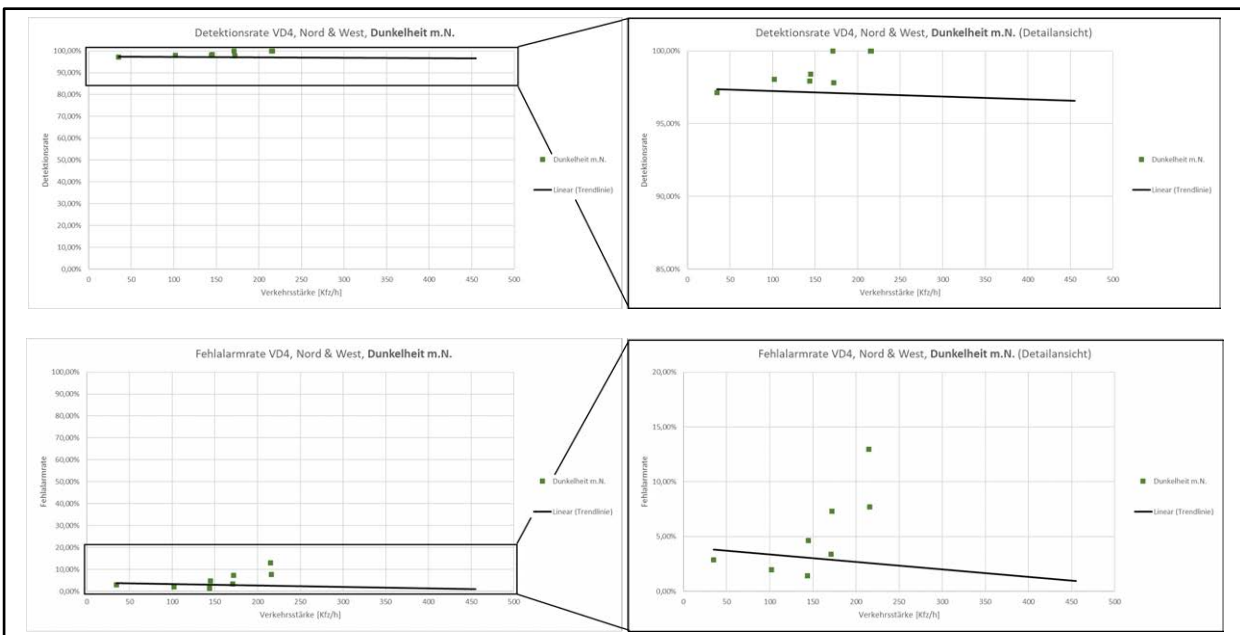 Detektionsrate VD4, Nord & West, Dunkelheit m.N.
100,00%
90,00%
80,00%
70,00%
60,00%
50,00%
40,00%
30,00%
20,00%
10,00%
0,00%
Detektionsrate
0 50 100 150 200 250 300 350 400 450 500
Verkehrsstärke [Kfz/h]
Dunkelheit m.N.
Linear (Trendlinie)
Detektionsrate VD4, Nord & West, Dunkelheit m.N. (Detailansicht)
100,00%
95,00%
90,00%
85,00%
Detektionsrate
0 50 100 150 200 250 300 350 400 450 500
Verkehrsstärke [Kfz/h]
Dunkelheit m.N.
Linear (Trendlinie)
Fehlalarmrate VD4, Nord & West, Dunkelheit m.N.
100,00%
90,00%
80,00%
70,00%
60,00%
50,00%
40,00%
30,00%
20,00%
10,00%
0,00%
Fehlalarmrate
0 50 100 150 200 250 300 350 400 450 500
Verkehrsstärke [Kfz/h]
Dunkelheit m.N.
Linear (Trendlinie)
Fehlalarmrate VD4, Nord & West, Dunkelheit m.N. (Detailansicht)
20,00%
15,00%
10,00%
5,00%
0,00%
Fehlalarmrate
0 50 100 150 200 250 300 350 400 450 500
Verkehrsstärke [Kfz/h]
Dunkelheit m.N.
Linear (Trendlinie)